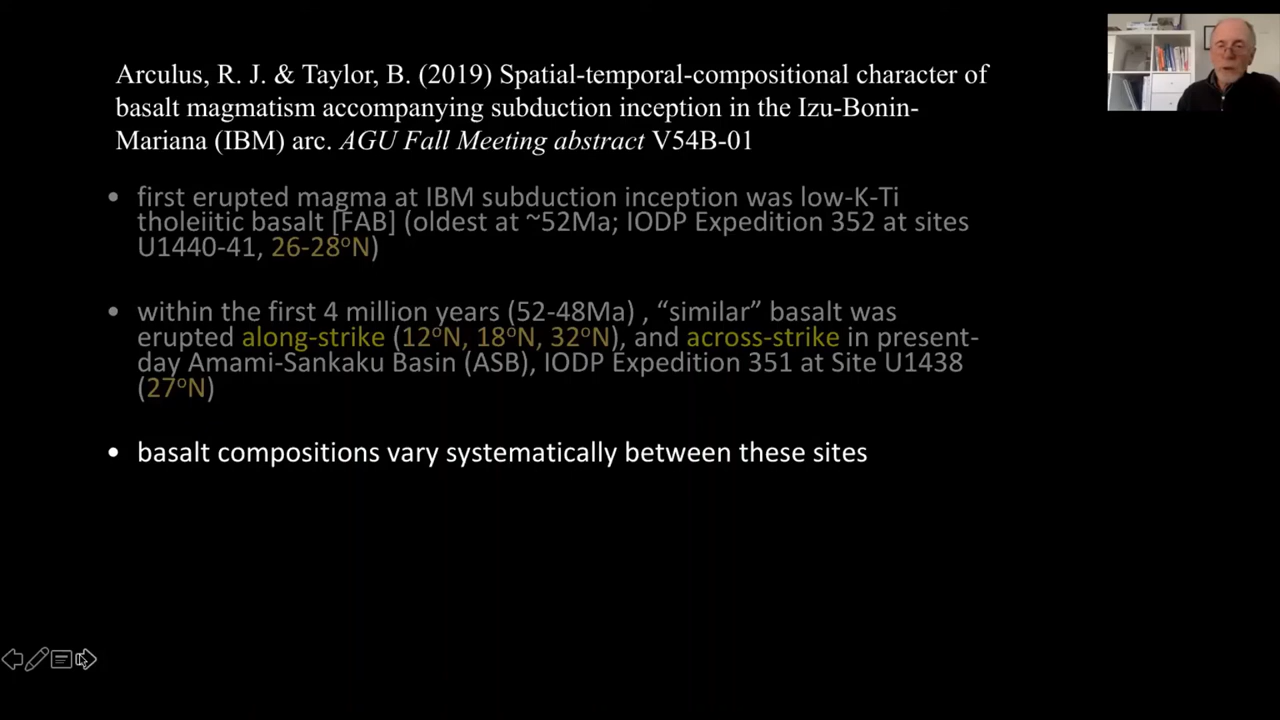 Arculus, R. J. & Taylor, B. (2019) Spatial-temporal-compositional character of
basalt magmatism accompanying subduction inception in the Izu-Bonin-
Mariana (IBM) arc. AGU Fall Meeting abstract V54B-01
• first erupted magma at IBM subduction inception was low-K-Ti
tholeiitic basalt [FAB] (oldest at ~52Ma; IODP Expedition 352 at sites
U1440-41, 26-28°N)
• within the first 4 million years (52-48Ma) , “similar” basalt was
erupted along-strike (12°N, 18°N, 32°N), and across-strike in present-
day Amami-Sankaku Basin (ASB), IODP Expedition 351 at Site U1438
(27°N)
• basalt compositions vary systematically between these sites